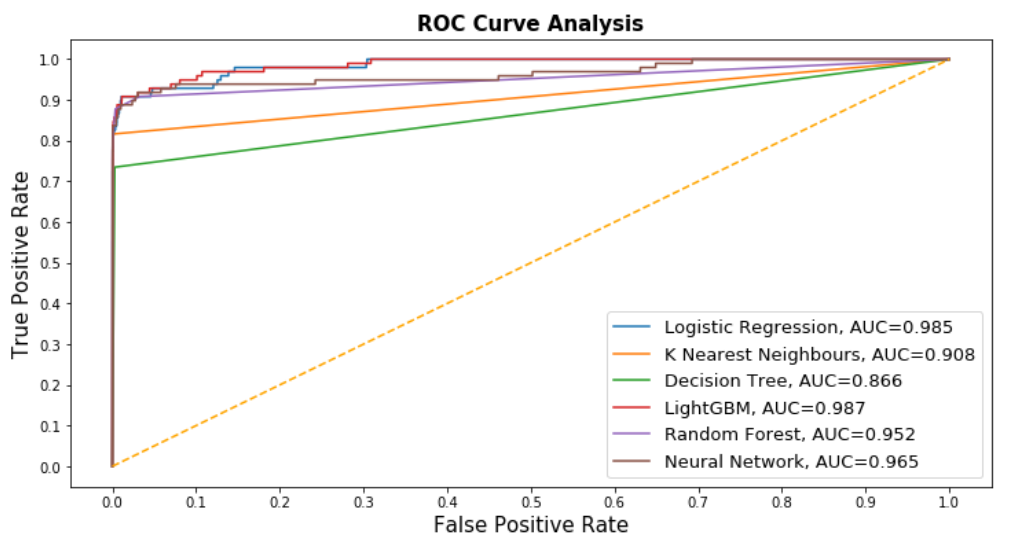 ROC Curve Analysis
True Positive Rate
1.0
0.9
0.8
0.7
0.6
0.5
0.4
0.3
0.2
0.1
0.0
Logistic Regression, AUC=0.985
K Nearest Neighbours, AUC=0.908
Decision Tree, AUC=0.866
LightGBM, AUC=0.987
Random Forest, AUC=0.952
Neural Network, AUC=0.965
0.0 0.1 0.2 0.3 0.4 0.5 0.6 0.7 0.8 0.9 1.0
False Positive Rate